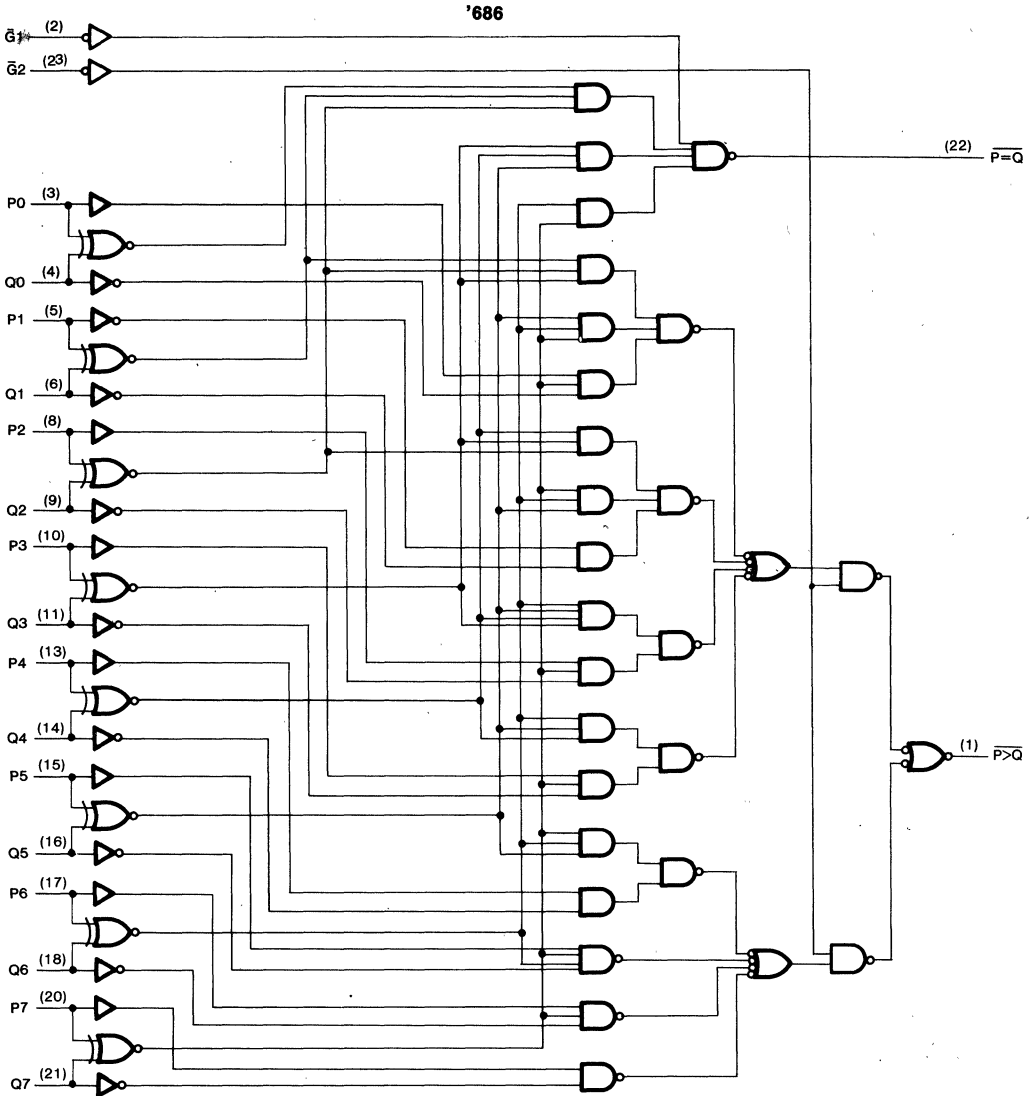 '686
G̅1 (2)
G̅2 (23)
(22) P=Q
P0 (3)
Q0 (4)
P1 (5)
Q1 (6)
P2 (8)
Q2 (9)
P3 (10)
Q3 (11)
P4 (13)
Q4 (14)
(1) P>Q
P5 (15)
Q5 (16)
P6 (17)
Q6 (18)
P7 (20)
Q7 (21)